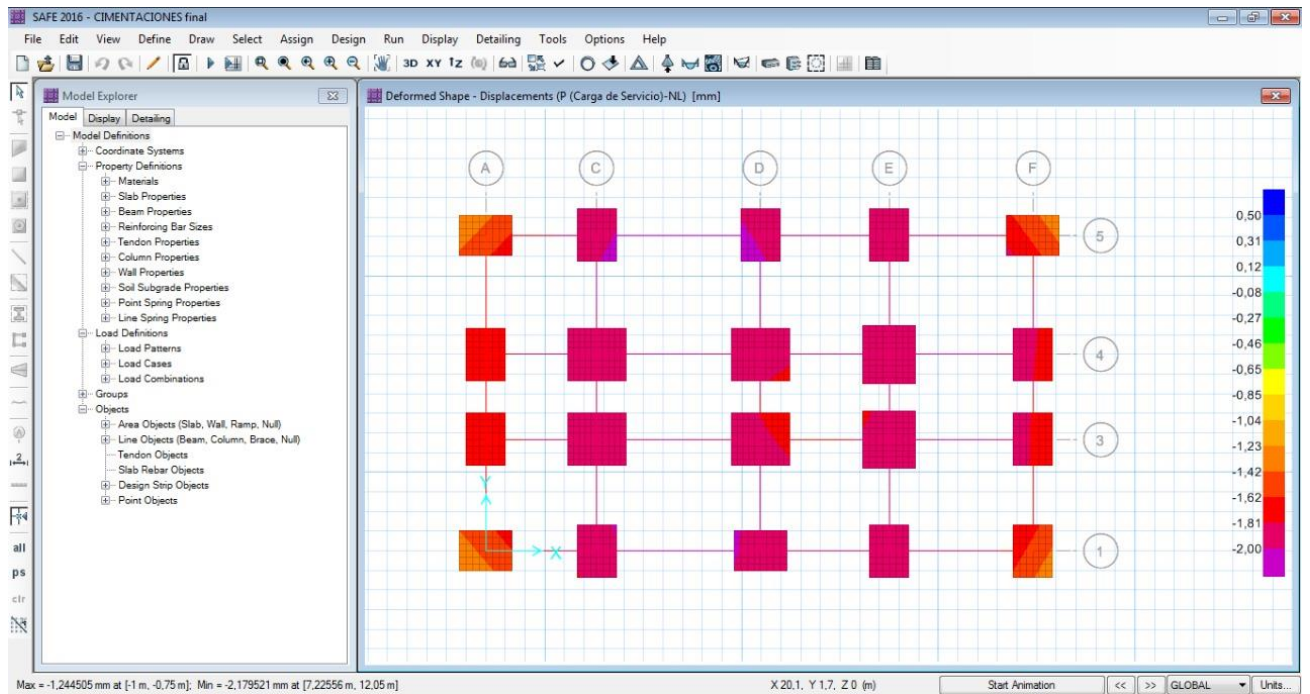 SAFE 2016 - CIMENTACIONES final
File Edit View Define Draw Select Assign Design Run Display Detailing Tools Options Help
3D XY
Model Explorer
Model Display Detailing
Model Definitions
Coordinate Systems
Property Definitions
Materials
Slab Properties
Beam Properties
Reinforcing Bar Sizes
Tendon Properties
Column Properties
Wall Properties
Soil Subgrade Properties
Point Spring Properties
Line Spring Properties
Load Definitions
Load Patterns
Load Cases
Load Combinations
Groups
Objects
Area Objects (Slab, Wall, Ramp, Null)
Line Objects (Beam, Column, Brace, Null)
Tendon Objects
Slab Rebar Objects
Design Strip Objects
Point Objects
all
ps
clr
Deformed Shape - Displacements (P (Carga de Servicio)-NL) [mm]
A C D E F
5
4
3
1
Y
X
0,50
0,31
0,12
-0,08
-0,27
-0,46
-0,65
-0,85
-1,04
-1,23
-1,42
-1,62
-1,81
-2,00
Max = -1,244505 mm at [-1 m, -0,75 m]; Min = -2,179521 mm at [7,22556 m, 12,05 m] X 20,1, Y 1,7, Z 0 (m) Start Animation << >> GLOBAL Units...